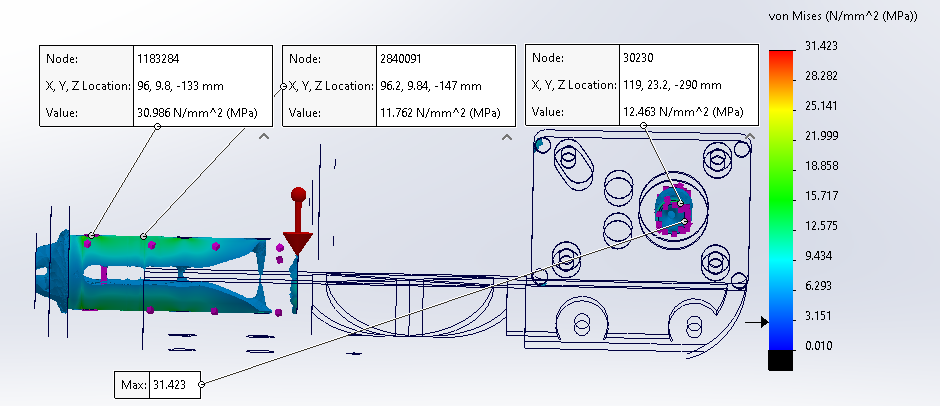 von Mises (N/mm^2 (MPa))
Node: 1183284
X, Y, Z Location: 96, 9.8, -133 mm
Value: 30.986 N/mm^2 (MPa)
Node: 2840091
X, Y, Z Location: 96.2, 9.84, -147 mm
Value: 11.762 N/mm^2 (MPa)
Node: 30230
X, Y, Z Location: 119, 23.2, -290 mm
Value: 12.463 N/mm^2 (MPa)
31.423
28.282
25.141
21.999
18.858
15.717
12.575
9.434
6.293
3.151
0.010
Max: 31.423